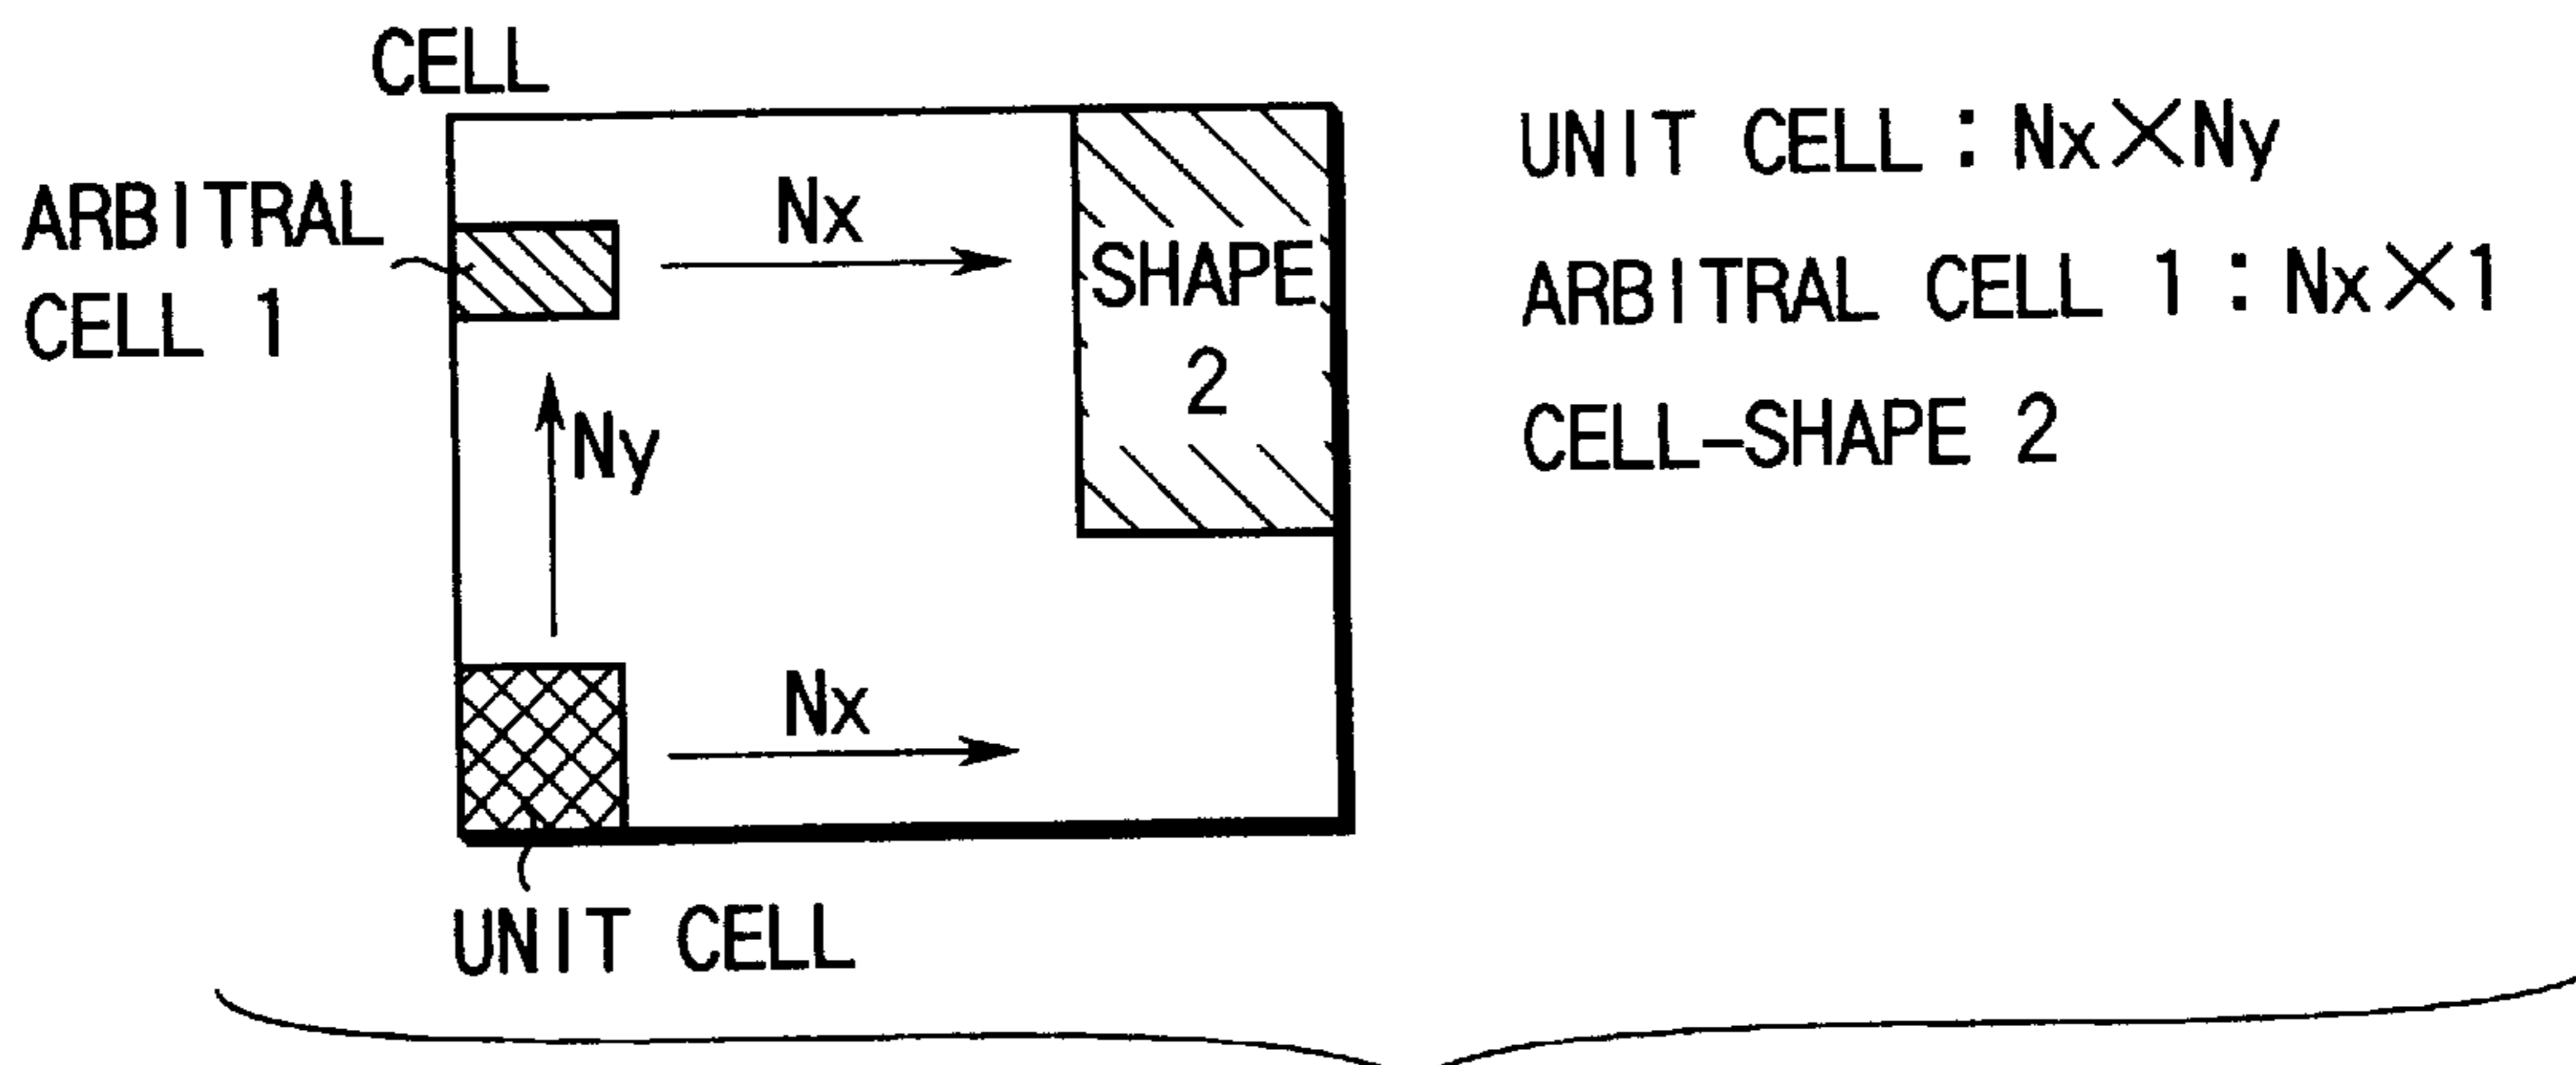 CELL
ARBITRAL
CELL 1
Nx
SHAPE
2
Ny
Nx
UNIT CELL
UNIT CELL : Nx×Ny
ARBITRAL CELL 1 : Nx×1
CELL-SHAPE 2